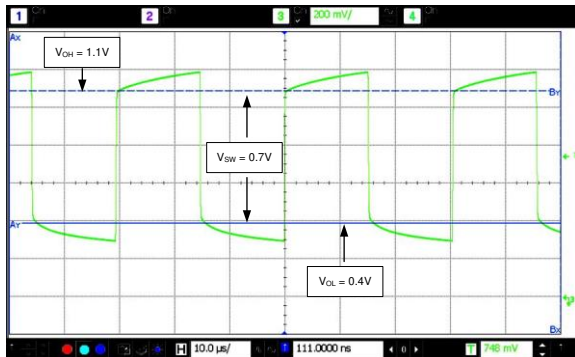 1 2 3 200 mV/ 4
AX
VOH = 1.1V
BY
VSW = 0.7V
AY
VOL = 0.4V
BX
H 10.0 µs/ 111.0000 ns 0 T 748 mV